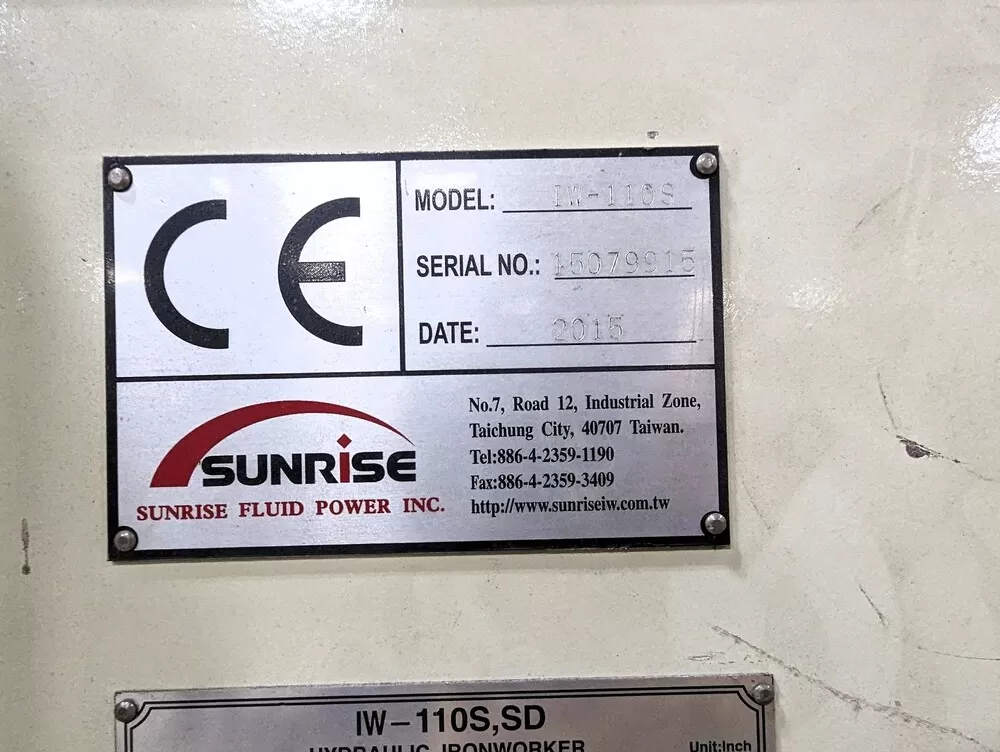 CE
MODEL: IW-110S
SERIAL NO.: 15079915
DATE: 2015
SUNRISE
SUNRISE FLUID POWER INC.
No.7, Road 12, Industrial Zone,
Taichung City, 40707 Taiwan.
Tel:886-4-2359-1190
Fax:886-4-2359-3409
http://www.sunriseiw.com.tw
IW-110S,SD
HYDRAULIC IRONWORKER
Unit:Inch